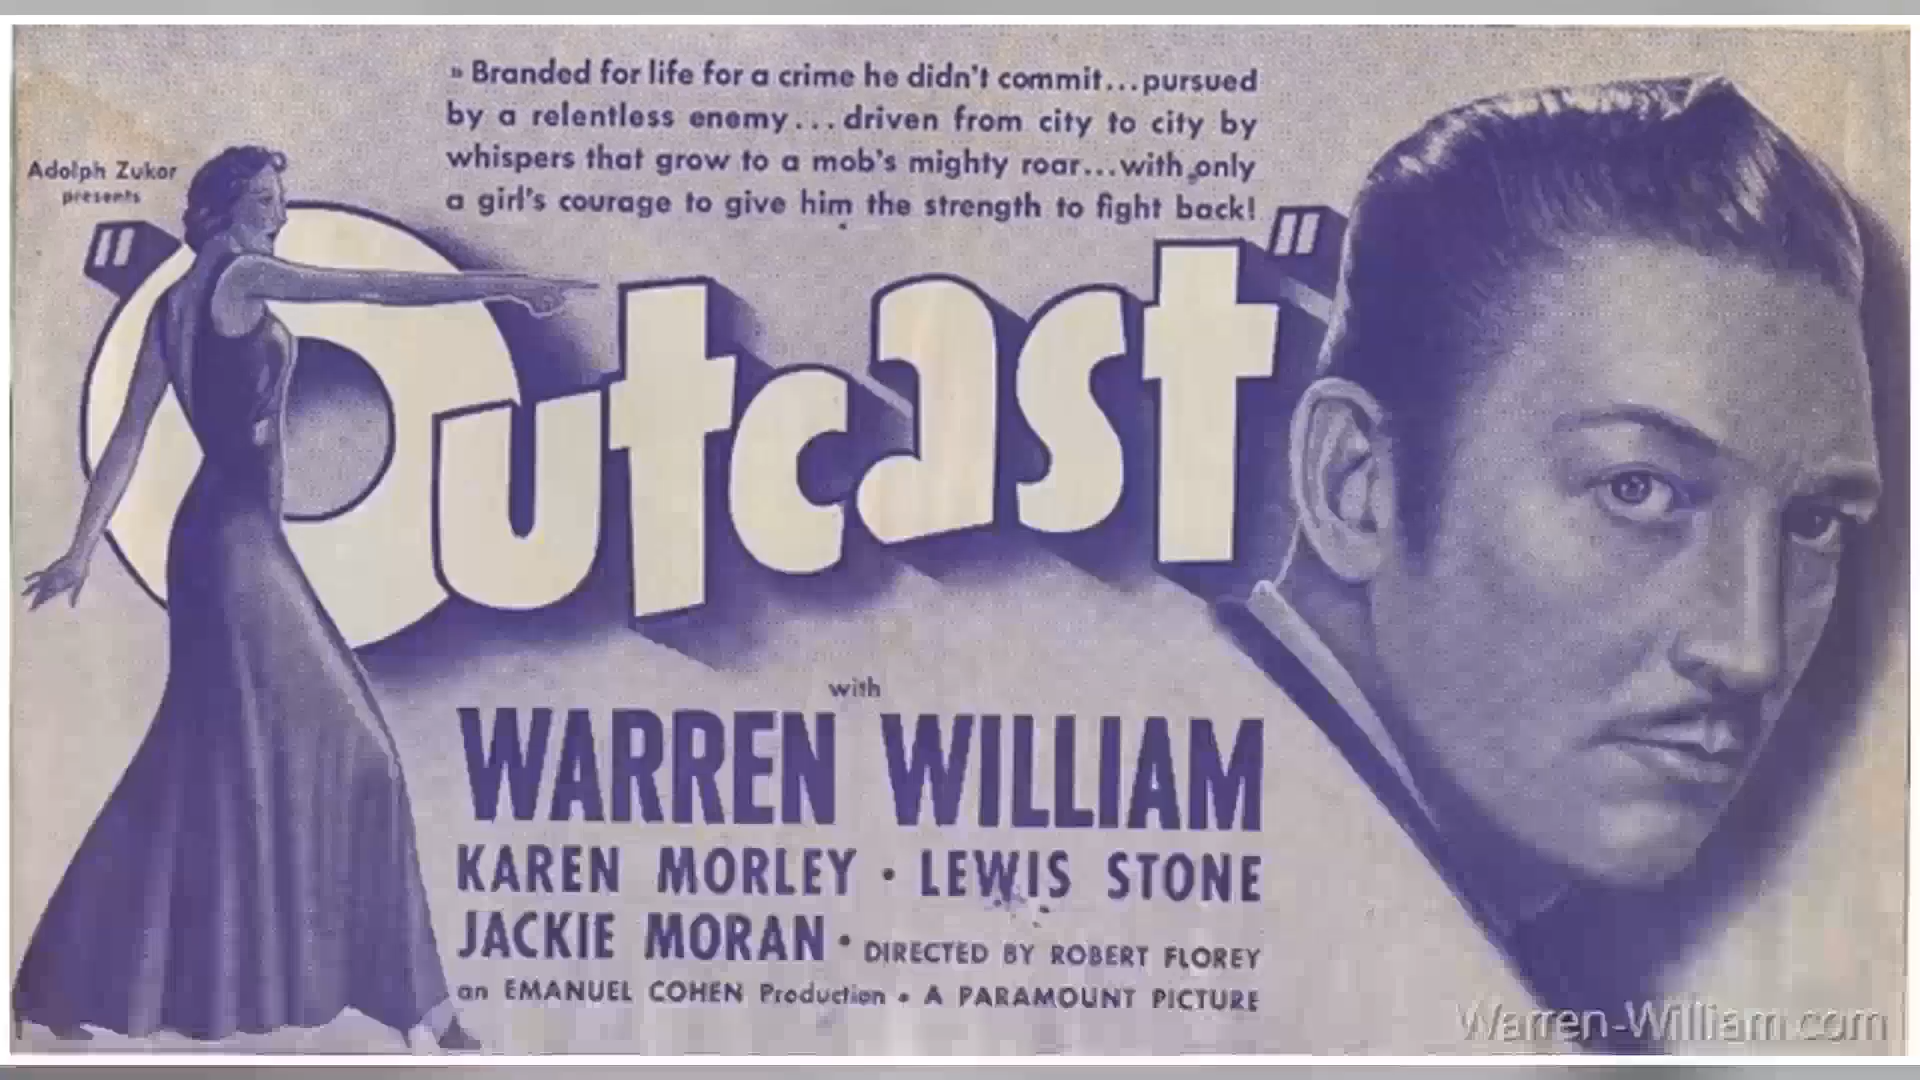 » Branded for life for a crime he didn't commit...pursued
by a relentless enemy...driven from city to city by
whispers that grow to a mob's mighty roar...with only
a girl's courage to give him the strength to fight back!
Adolph Zukor
presents
"Outcast"
with
WARREN WILLIAM
KAREN MORLEY • LEWIS STONE
JACKIE MORAN • DIRECTED BY ROBERT FLOREY
an EMANUEL COHEN Production • A PARAMOUNT PICTURE
Warren-William.com